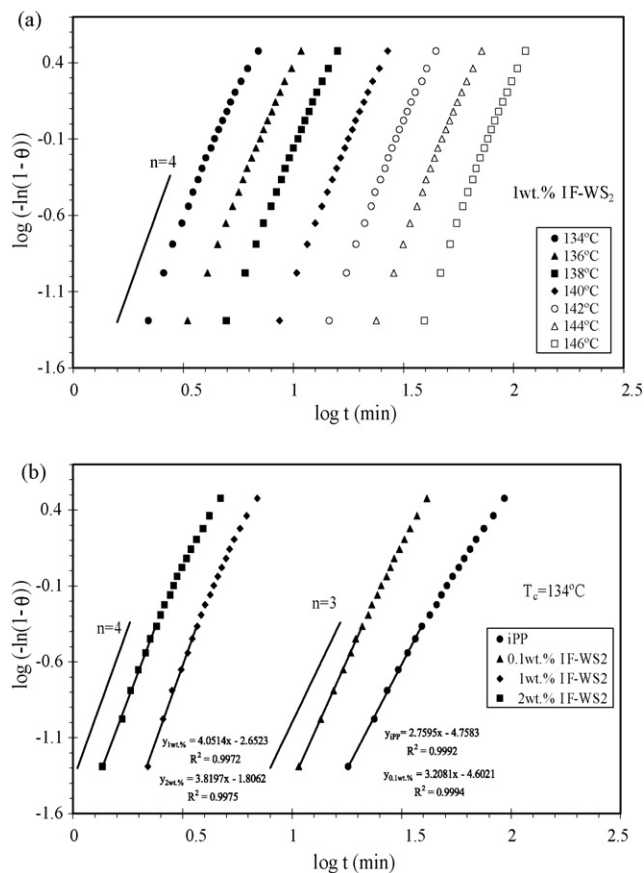 (a)
0.4
-0.1
-0.6
-1.1
-1.6
log (-ln(1- θ))
n=4
1wt.% IF-WS₂
134ºC
136ºC
138ºC
140ºC
142ºC
144ºC
146ºC
0 0.5 1 1.5 2 2.5
log t (min)
(b)
0.4
-0.1
-0.6
-1.1
-1.6
log (-ln(1- θ))
n=4
n=3
T_c=134ºC
iPP
0.1wt.% IF-WS2
1wt.% IF-WS2
2wt.% IF-WS2
y₁wt.% = 4.0514x - 2.6523
R² = 0.9972
y₂wt.% = 3.8197x - 1.8062
R² = 0.9975
y_iPP = 2.7595x - 4.7583
R² = 0.9992
y₀.₁wt.% = 3.2081x - 4.6021
R² = 0.9994
0 0.5 1 1.5 2 2.5
log t (min)